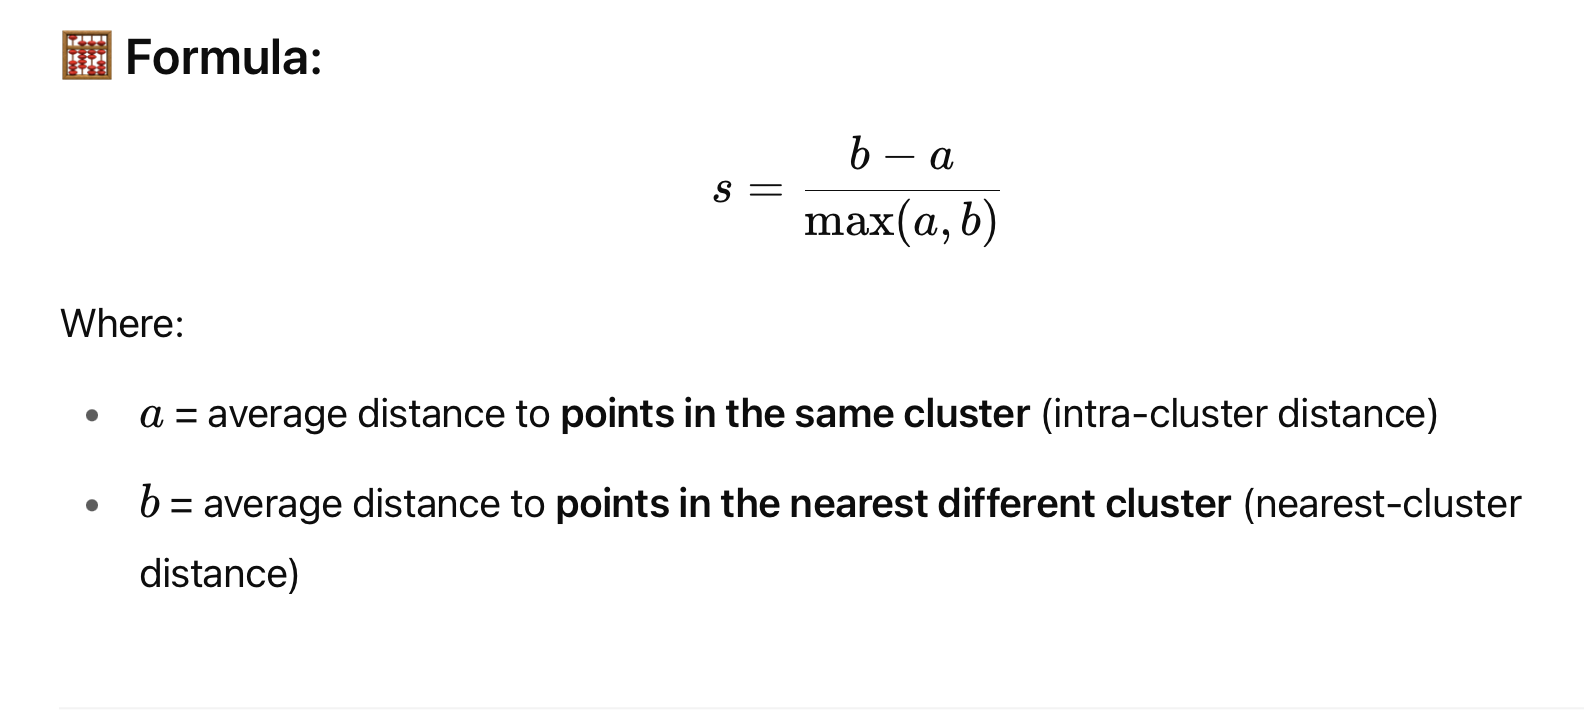 🧮 Formula:
s = \frac{b - a}{\max(a, b)}
Where:
• a = average distance to points in the same cluster (intra-cluster distance)
• b = average distance to points in the nearest different cluster (nearest-cluster
distance)